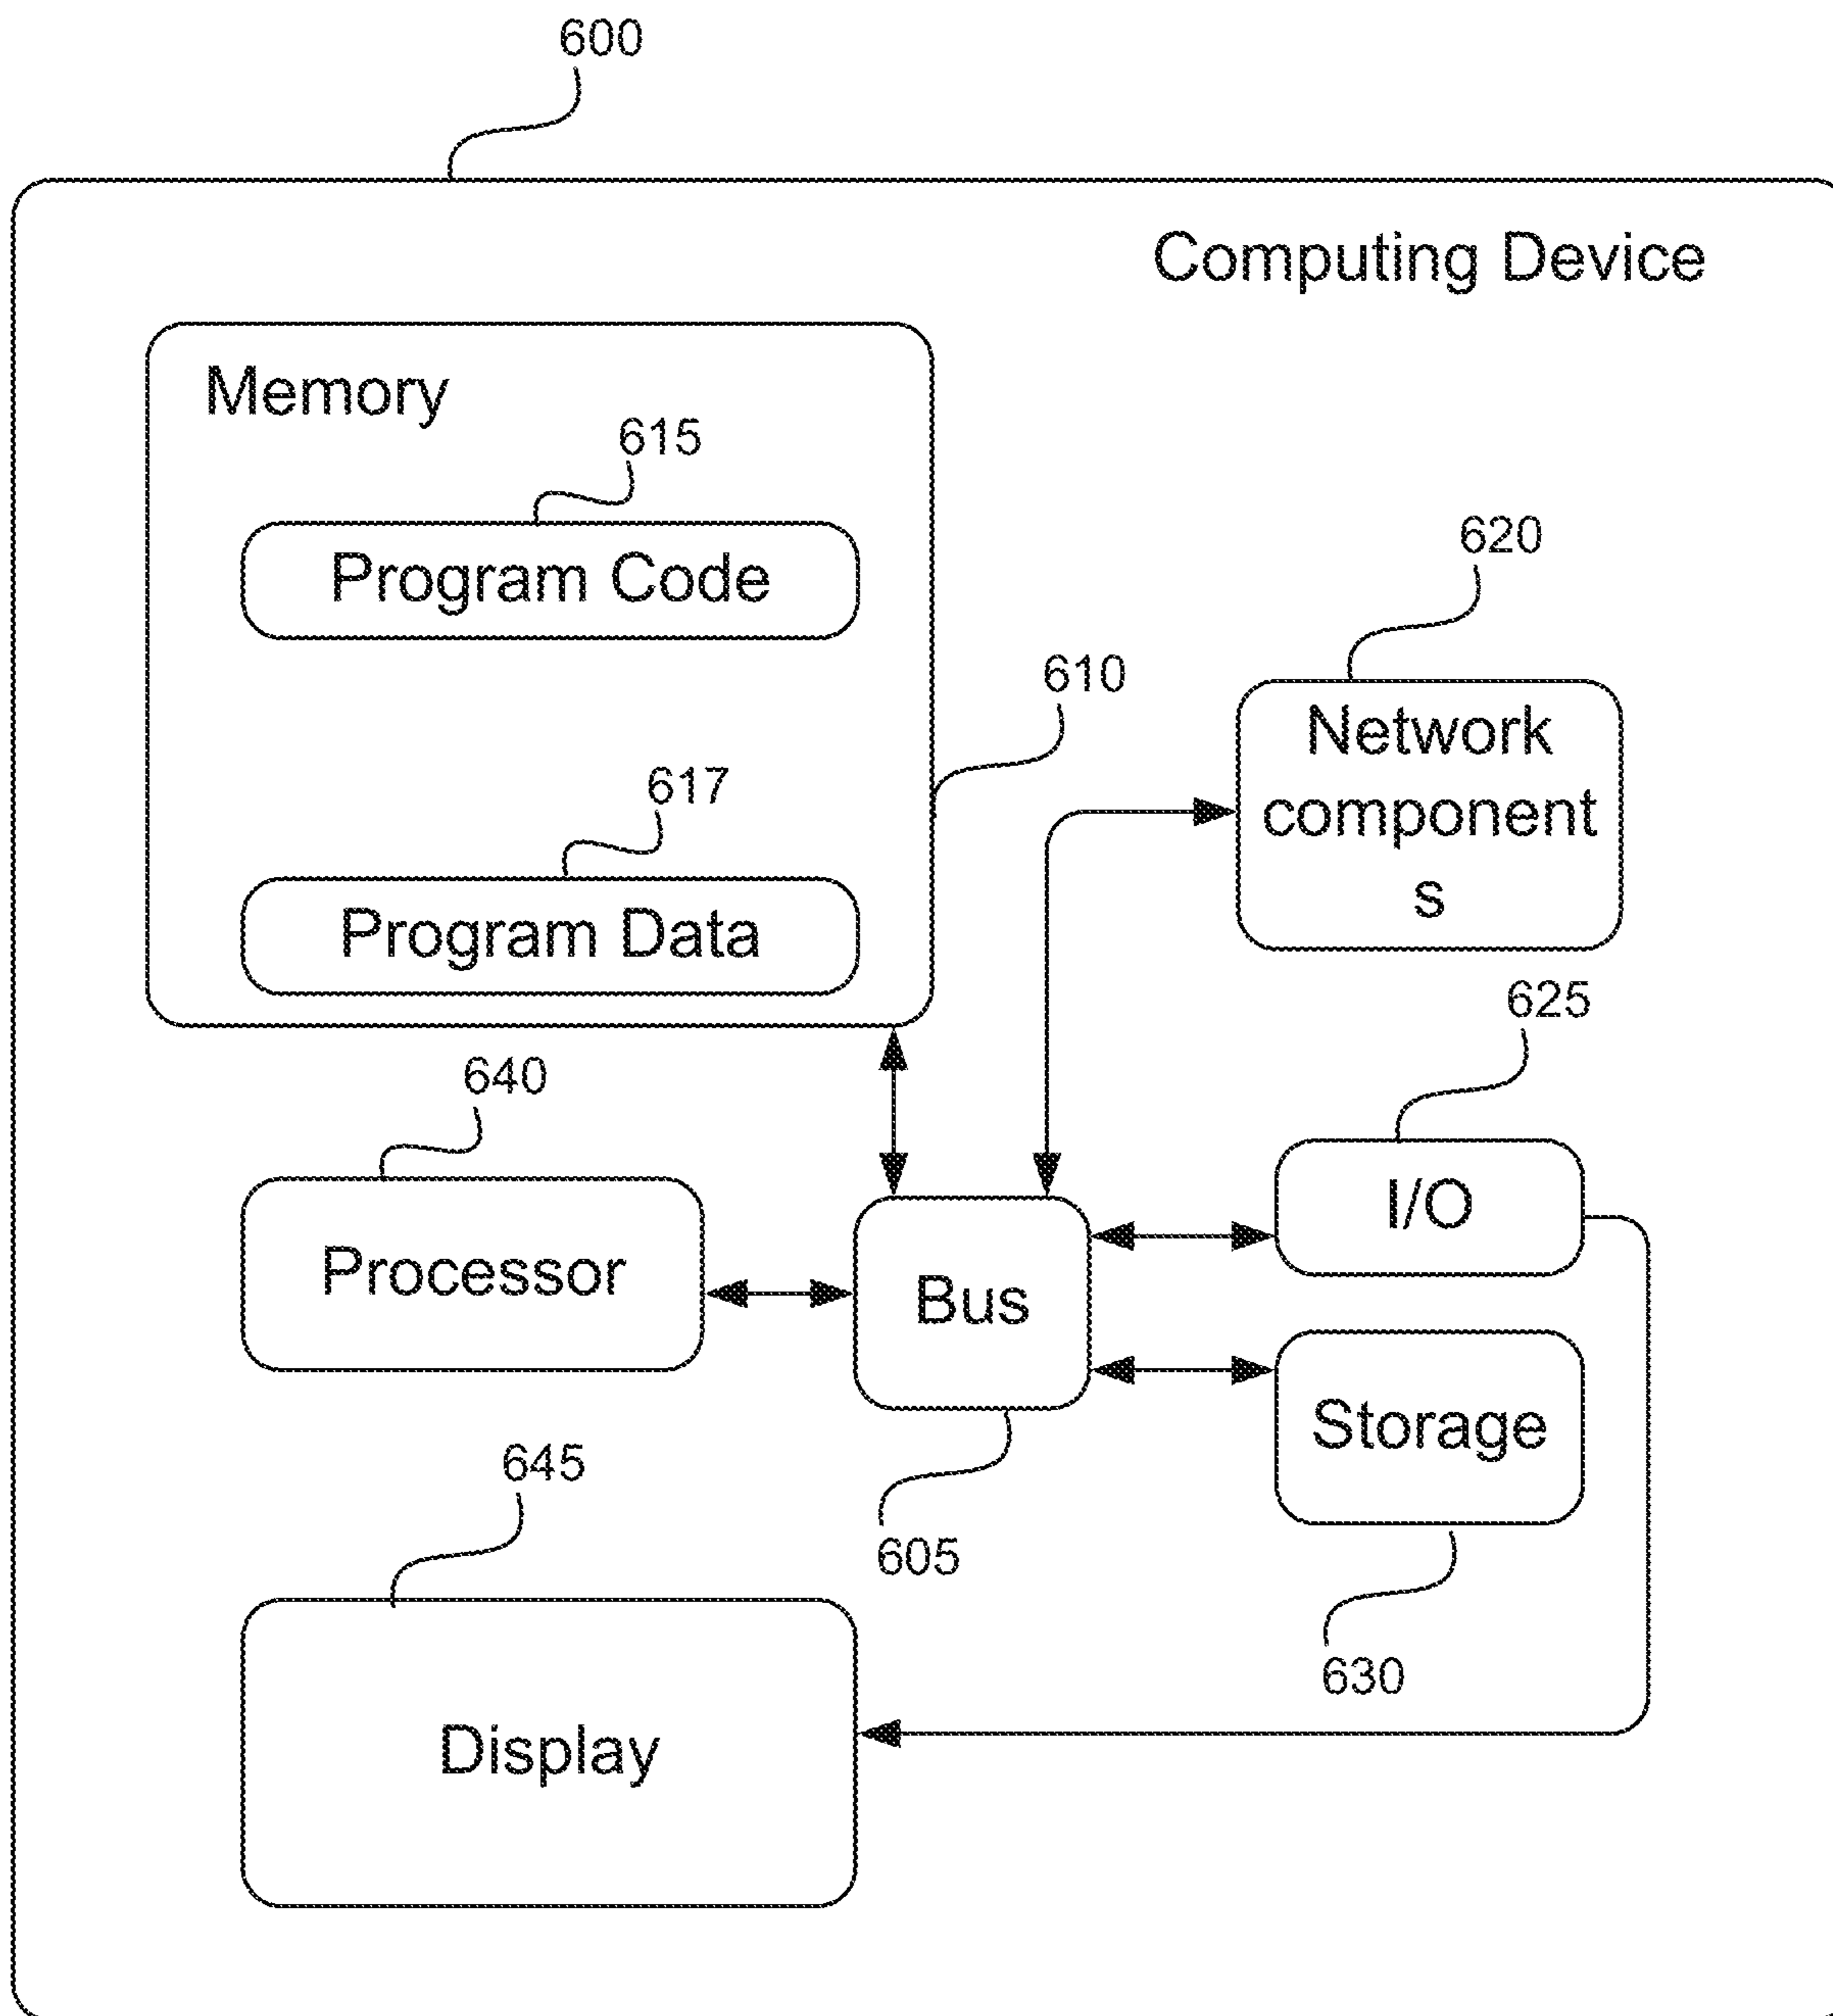 600
Computing Device
Memory
615
Program Code
620
610
Network
component
s
617
Program Data
625
640
I/O
Processor
Bus
Storage
645
605
630
Display